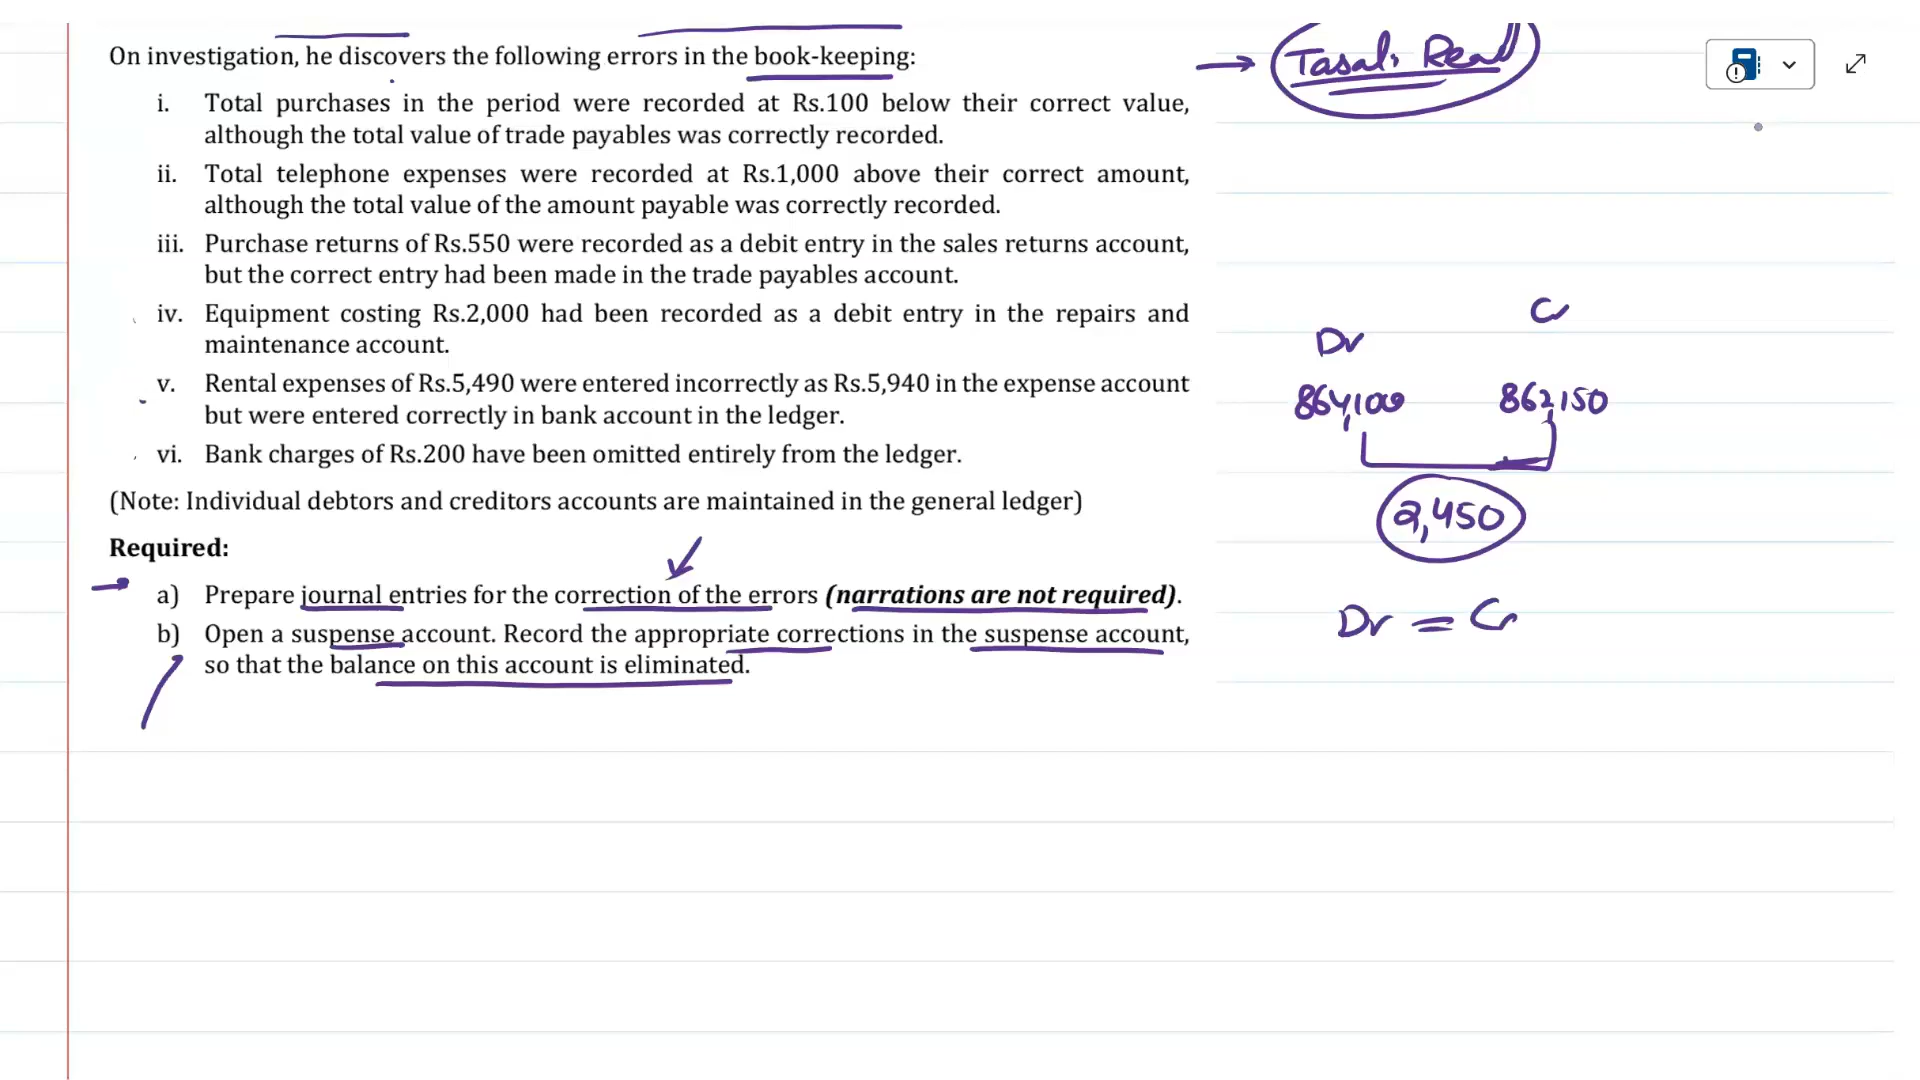 On investigation, he discovers the following errors in the book-keeping:
→ Tasali Read
i. Total purchases in the period were recorded at Rs.100 below their correct value,
although the total value of trade payables was correctly recorded.
ii. Total telephone expenses were recorded at Rs.1,000 above their correct amount,
although the total value of the amount payable was correctly recorded.
iii. Purchase returns of Rs.550 were recorded as a debit entry in the sales returns account,
but the correct entry had been made in the trade payables account.
iv. Equipment costing Rs.2,000 had been recorded as a debit entry in the repairs and
maintenance account.
v. Rental expenses of Rs.5,490 were entered incorrectly as Rs.5,940 in the expense account
but were entered correctly in bank account in the ledger.
vi. Bank charges of Rs.200 have been omitted entirely from the ledger.
(Note: Individual debtors and creditors accounts are maintained in the general ledger)
Required:
a) Prepare journal entries for the correction of the errors (narrations are not required).
b) Open a suspense account. Record the appropriate corrections in the suspense account,
so that the balance on this account is eliminated.
Dr Cr
864,100 862,150
2,450
Dr = Cr